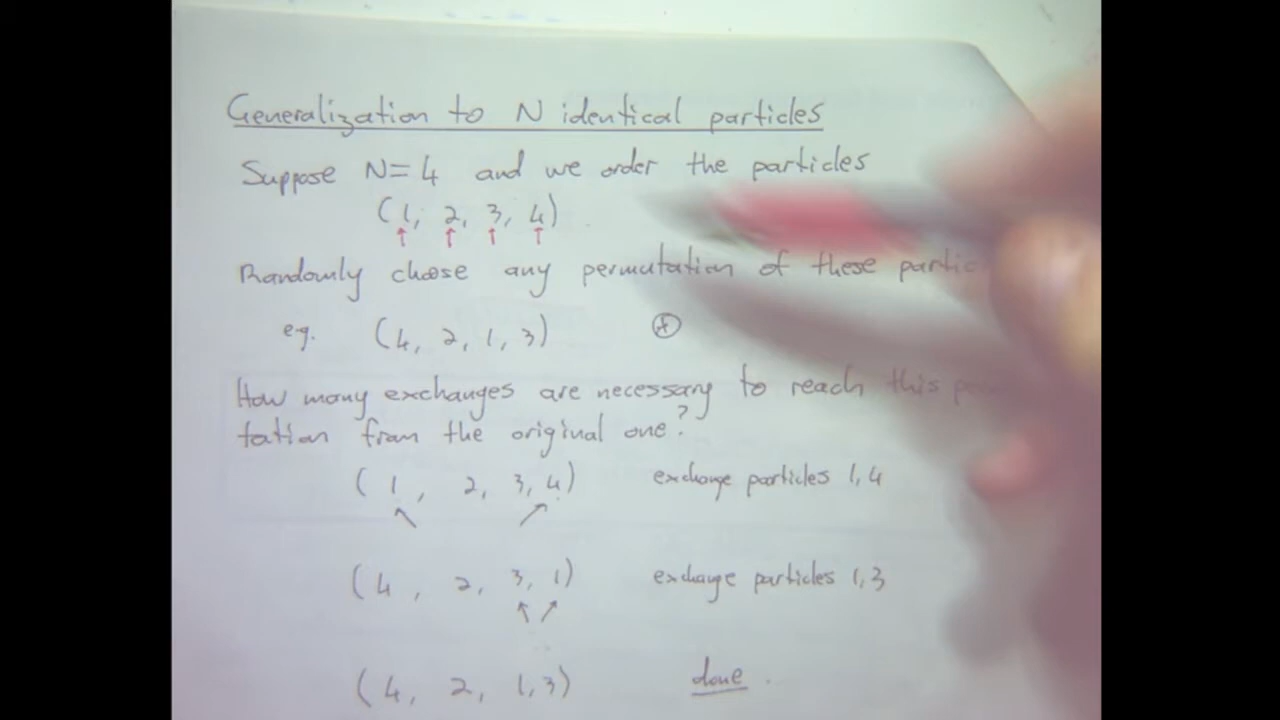 Generalization to N identical particles
Suppose N=4 and we order the particles
(1, 2, 3, 4)
Randomly choose any permutation of these
e.g. (4, 2, 1, 3) *
How many exchanges are necessary to reach this
tation from the original one?
(1, 2, 3, 4) exchange particles 1,4
(4, 2, 3, 1) exchange particles 1,3
(4, 2, 1, 3) done.